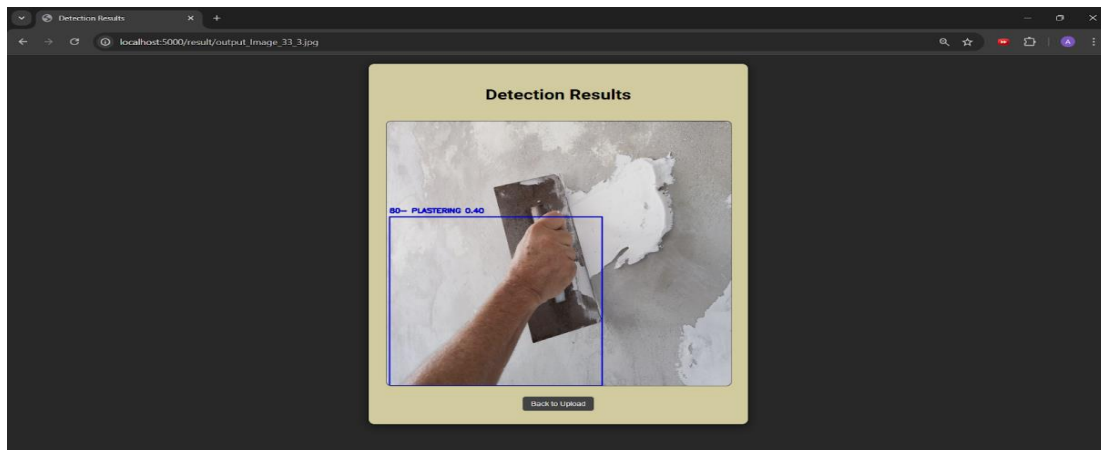 Detection Results
localhost:5000/result/output_Image_33_3.jpg
A
Detection Results
80— PLASTERING 0.40
Back to Upload